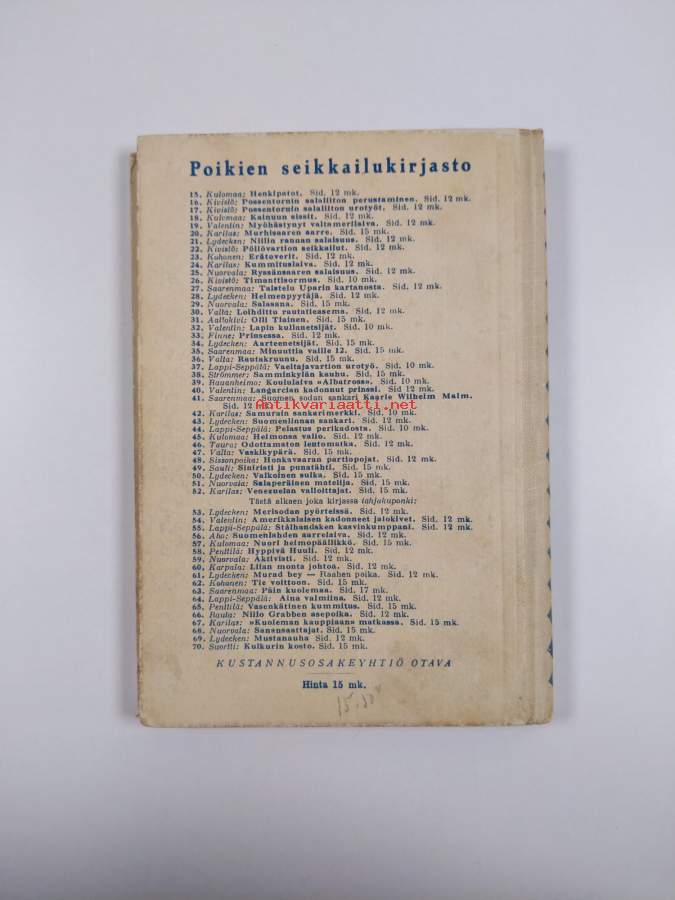 Poikien seikkailukirjasto
15. Kulomaa: Henkipatot. Sid. 12 mk.
16. Kivislö: Possentornin salaliiton perustaminen. Sid. 12 mk.
17. Kivislö: Possentornin salaliiton urotyöt. Sid. 12 mk.
18. Kulomaa: Kainuun sissit. Sid. 12 mk.
19. Valentin: Myöhästynyt valtamerilaiva. Sid. 12 mk.
20. Karilas: Murhisaaren aarre. Sid. 15 mk.
21. Lydecken: Niilin rannan salaisuus. Sid. 12 mk.
22. Kivislö: Pöllövartion seikkailut. Sid. 12 mk.
23. Kohonen: Erätoverit. Sid. 12 mk.
24. Karilas: Kummituslaiva. Sid. 12 mk.
25. Nuorvala: Ryssänsaaren salaisuus. Sid. 12 mk.
26. Kivistö: Timanttisormus. Sid. 10 mk.
27. Saarenmaa: Taistelu Uparin kartanosta. Sid. 12 mk.
28. Lydecken: Helmenpyytäjä. Sid. 12 mk.
29. Nuorvala: Salasana. Sid. 15 mk.
30. Valta: Loihdittu rautatieasema. Sid. 12 mk.
31. Aaltokivi: Olli Tiainen. Sid. 15 mk.
32. Valentin: Lapin kullanetsijät. Sid. 10 mk.
33. Finne: Prinsessa. Sid. 12 mk.
34. Lydecken: Aarteenetsijät. Sid. 15 mk.
35. Saarenmaa: Minuuttia vaille 12. Sid. 15 mk.
36. Valta: Rautakruunu. Sid. 15 mk.
37. Lappi-Seppälä: Vaeltajavartion urotyö. Sid. 10 mk.
38. Strömmer: Samminkylän kauhu. Sid. 15 mk.
39. Rauanheimo: Koululaiva »Albatross». Sid. 10 mk.
40. Valentin: Langarcian kadonnut prinssi. Sid. 12 mk.
41. Saarenmaa: Suomen sodan sankari Kaarle Wilhelm Malm.
Sid. 12
Antikvariaatti.net
42. Karilas: Samurain sankarimerkki. Sid. 10 mk.
43. Lydecken: Suomenlinnan sankari. Sid. 12 mk.
44. Lappi-Seppälä: Pelastus perikadosta. Sid. 10 mk.
45. Kulomaa: Heimonsa valio. Sid. 12 mk.
46. Tauro: Odottamaton lentomatka. Sid. 12 mk.
47. Valta: Vaskikypärä. Sid. 15 mk.
48. Sissonpoika: Honkavaaran partiopojat. Sid. 12 mk.
49. Sauli: Siniristi ja punatähti. Sid. 15 mk.
50. Lydecken: Valkoinen sulka. Sid. 15 mk.
51. Nuorvala: Salaperäinen matelija. Sid. 12 mk.
52. Karilas: Venezuelan valloittajat. Sid. 12 mk.
Tästä alkaen joka kirjassa lahjakuponki:
53. Lydecken: Merisodan pyörteissä. Sid. 12 mk.
54. Valentin: Amerikkalaisen kadonneet jalokivet. Sid. 12 mk.
55. Lappi-Seppälä: Stålhandsken kasvinkumppani. Sid. 12 mk.
56. Aho: Suomenlahden aarrelaiva. Sid. 12 mk.
57. Kulomaa: Nuori heimopäällikkö. Sid. 15 mk.
58. Penttilä: Hyppivä Huuli. Sid. 12 mk.
59. Nuorvala: Aktivisti. Sid. 12 mk.
60. Karpala: Liian monta johtoa. Sid. 12 mk.
61. Lydecken: Murad bey — Raahen poika. Sid. 12 mk.
62. Kohonen: Tie voittoon. Sid. 15 mk.
63. Saarenmaa: Päin kuolemaa. Sid. 17 mk.
64. Lappi-Seppälä: Aina valmiina. Sid. 12 mk.
65. Penttilä: Vasenkätinen kummitus. Sid. 15 mk.
66. Raula: Niilo Grabben asepoika. Sid. 12 mk.
67. Karilas: »Kuoleman kauppiaan» matkassa. Sid. 15 mk.
68. Nuorvala: Sanansaattajat. Sid. 15 mk.
69. Lydecken: Mustanauha Sid. 12 mk.
70. Suortti: Kulkurin kosto. Sid. 15 mk.
KUSTANNUSOSAKEYHTIÖ OTAVA
Hinta 15 mk.